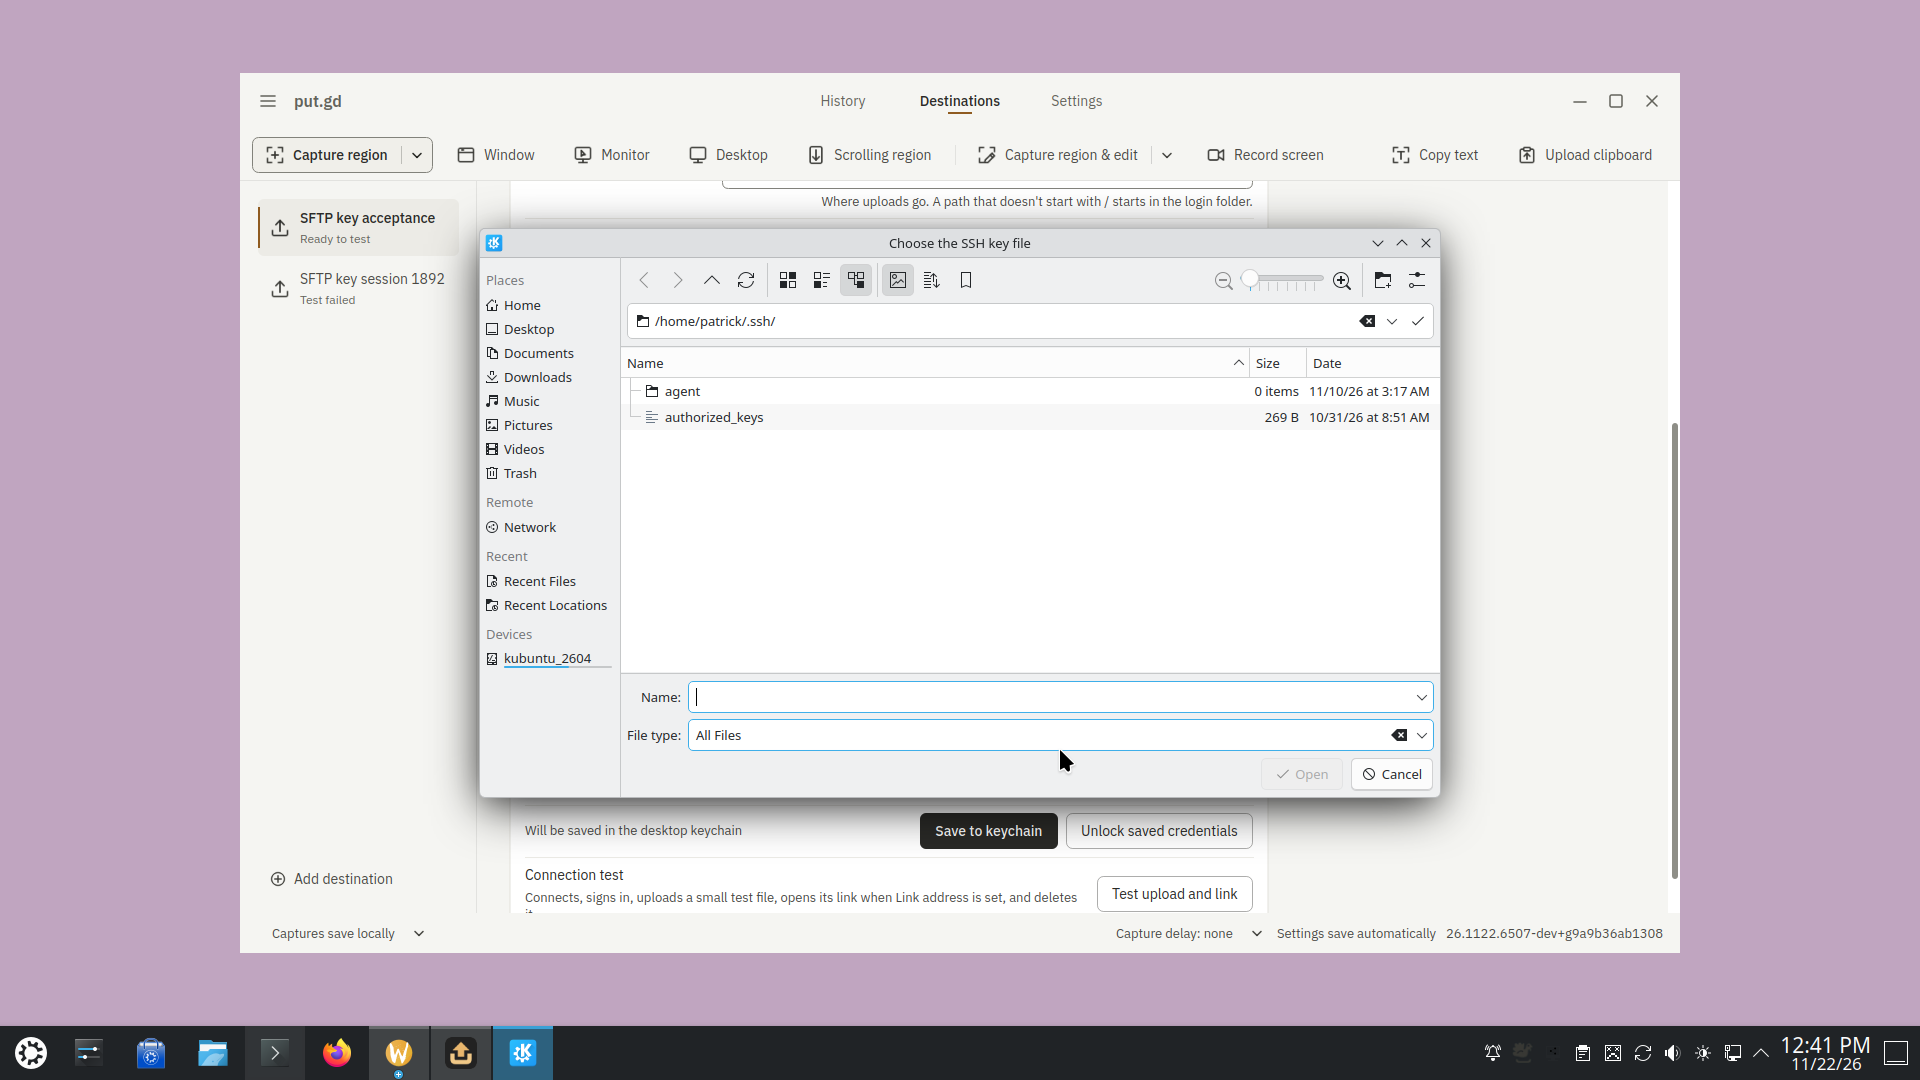 put.gd
History
Destinations
Settings
Capture region
Window
Monitor
Desktop
Scrolling region
Capture region & edit
Record screen
Copy text
Upload clipboard
SFTP key acceptance
Ready to test
SFTP key session 1892
Test failed
Add destination
Where uploads go. A path that doesn't start with / starts in the login folder.
Choose the SSH key file
Places
Home
Desktop
Documents
Downloads
Music
Pictures
Videos
Trash
Remote
Network
Recent
Recent Files
Recent Locations
Devices
kubuntu_2604
/home/patrick/.ssh/
Name Size Date
agent 0 items 11/10/26 at 3:17 AM
authorized_keys 269 B 10/31/26 at 8:51 AM
Name:
File type: All Files
Open
Cancel
Will be saved in the desktop keychain
Save to keychain
Unlock saved credentials
Connection test
Connects, signs in, uploads a small test file, opens its link when Link address is set, and deletes
Test upload and link
Captures save locally
Capture delay: none
Settings save automatically
26.1122.6507-dev+g9a9b36ab1308
12:41 PM
11/22/26